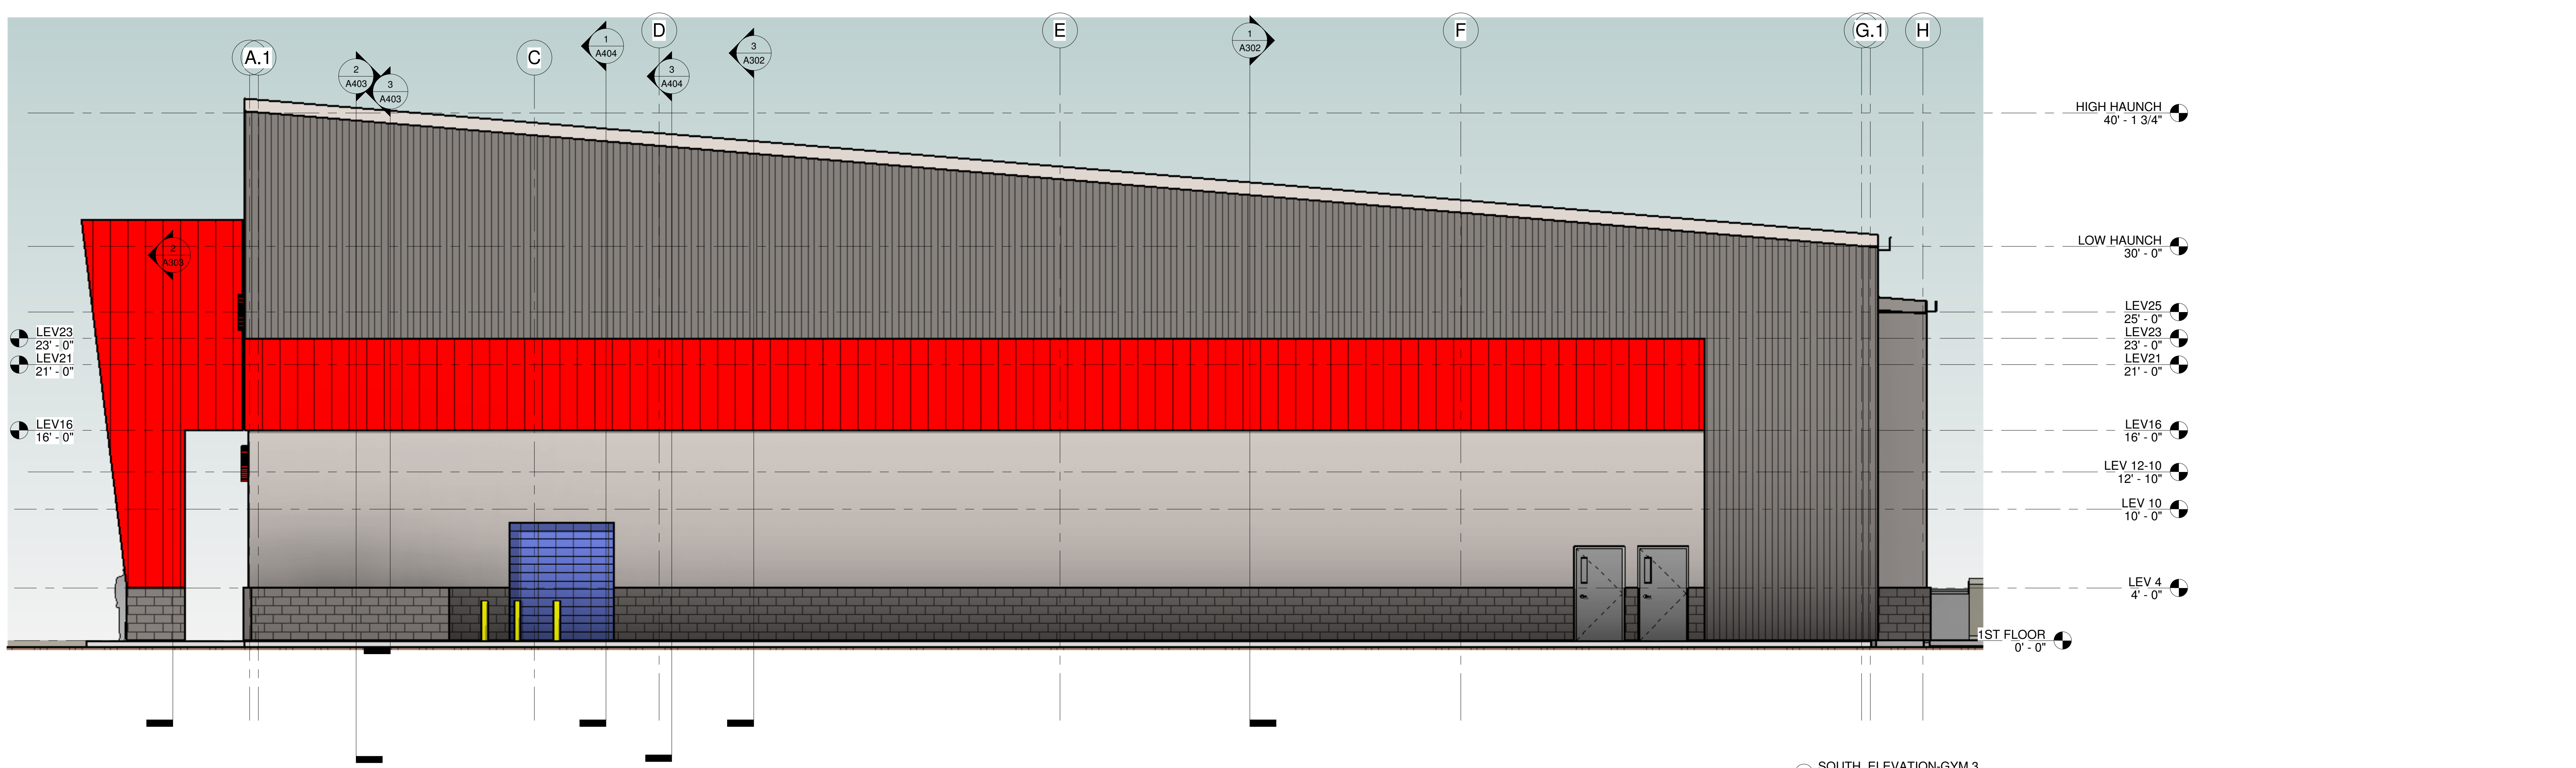 A.1
C
D
E
F
G.1
H
2
A403
3
A403
1
A404
3
A404
3
A302
1
A302
2
A303
HIGH HAUNCH
40' - 1 3/4"
LOW HAUNCH
30' - 0"
LEV25
25' - 0"
LEV23
23' - 0"
LEV21
21' - 0"
LEV16
16' - 0"
LEV 12-10
12' - 10"
LEV 10
10' - 0"
LEV 4
4' - 0"
1ST FLOOR
0' - 0"
LEV23
23' - 0"
LEV21
21' - 0"
LEV16
16' - 0"
SOUTH ELEVATION-GYM 3